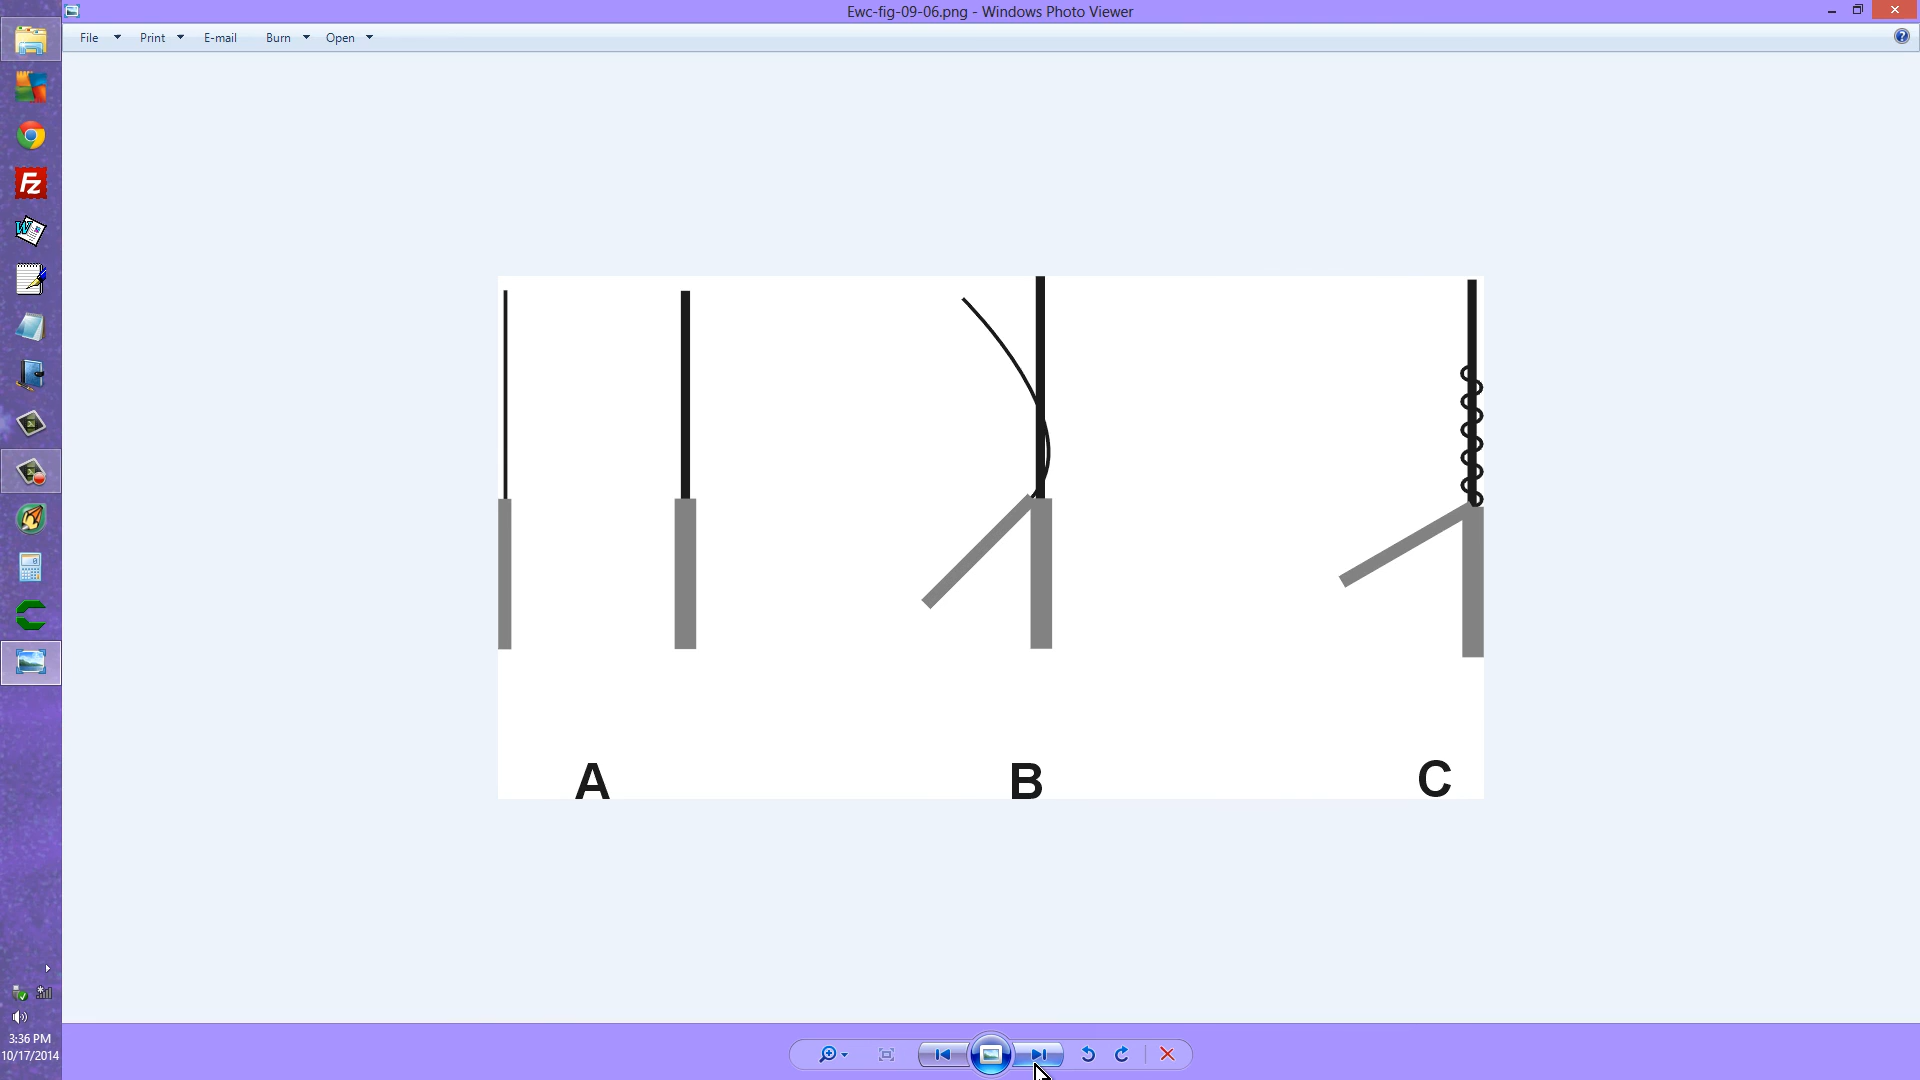 Ewc-fig-09-06.png - Windows Photo Viewer
File Print E-mail Burn Open
A B C
3:36 PM
10/17/2014